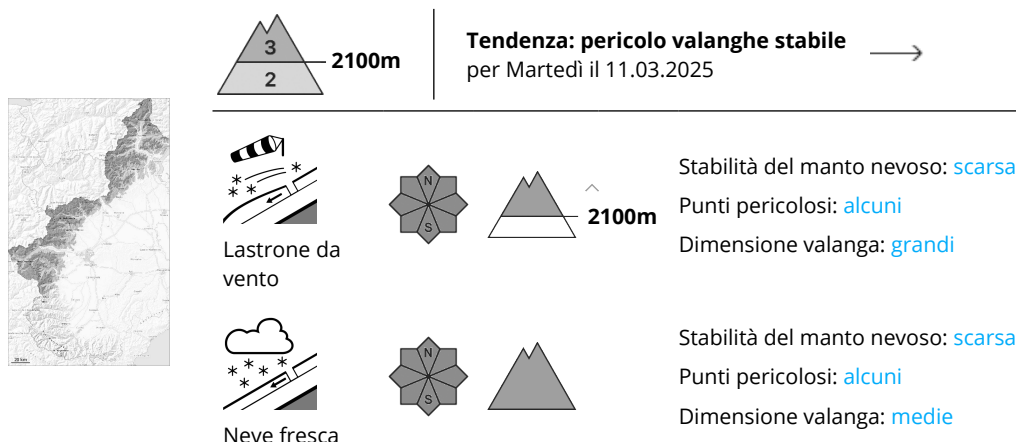 3
2
2100m
Tendenza: pericolo valanghe stabile
per Martedì il 11.03.2025
N
S
2100m
Lastrone da
vento
Stabilità del manto nevoso: scarsa
Punti pericolosi: alcuni
Dimensione valanga: grandi
N
S
Neve fresca
Stabilità del manto nevoso: scarsa
Punti pericolosi: alcuni
Dimensione valanga: medie
20 km